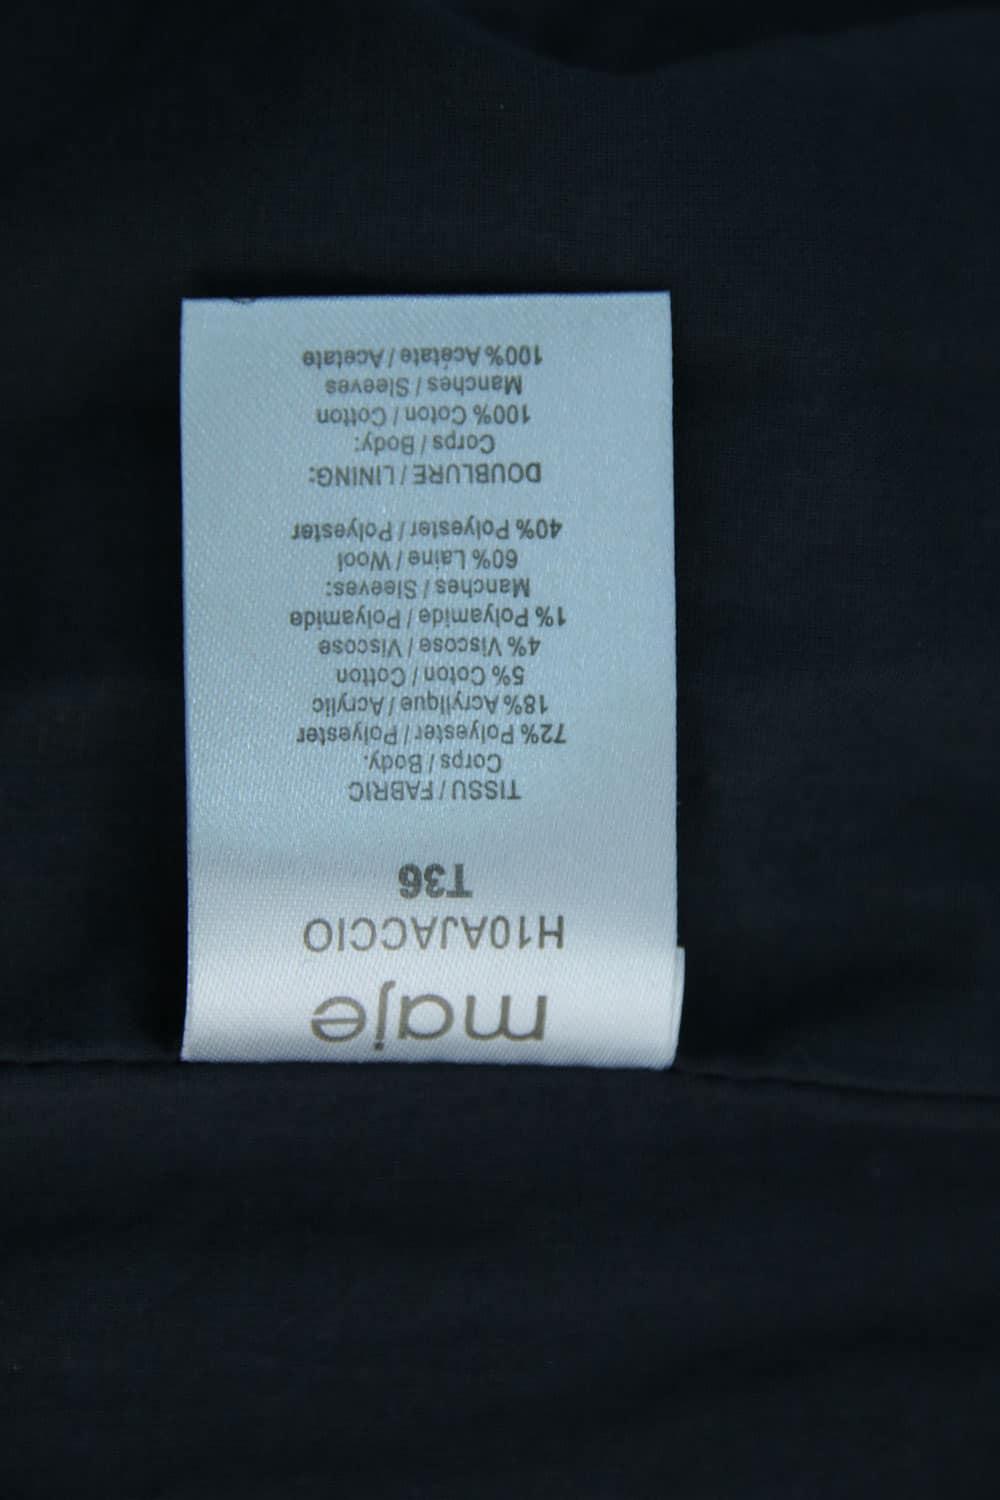 maje
H10AJACCIO
T36
TISSU / FABRIC
Corps / Body.
72% Polyester / Polyester
18% Acrylique / Acrylic
5% Coton / Cotton
4% Viscose / Viscose
1% Polyamide / Polyamide
Manches / Sleeves:
60% Laine / Wool
40% Polyester / Polyester
DOUBLURE / LINING:
Corps / Body:
100% Coton / Cotton
Manches / Sleeves
100% Acétate / Acetate